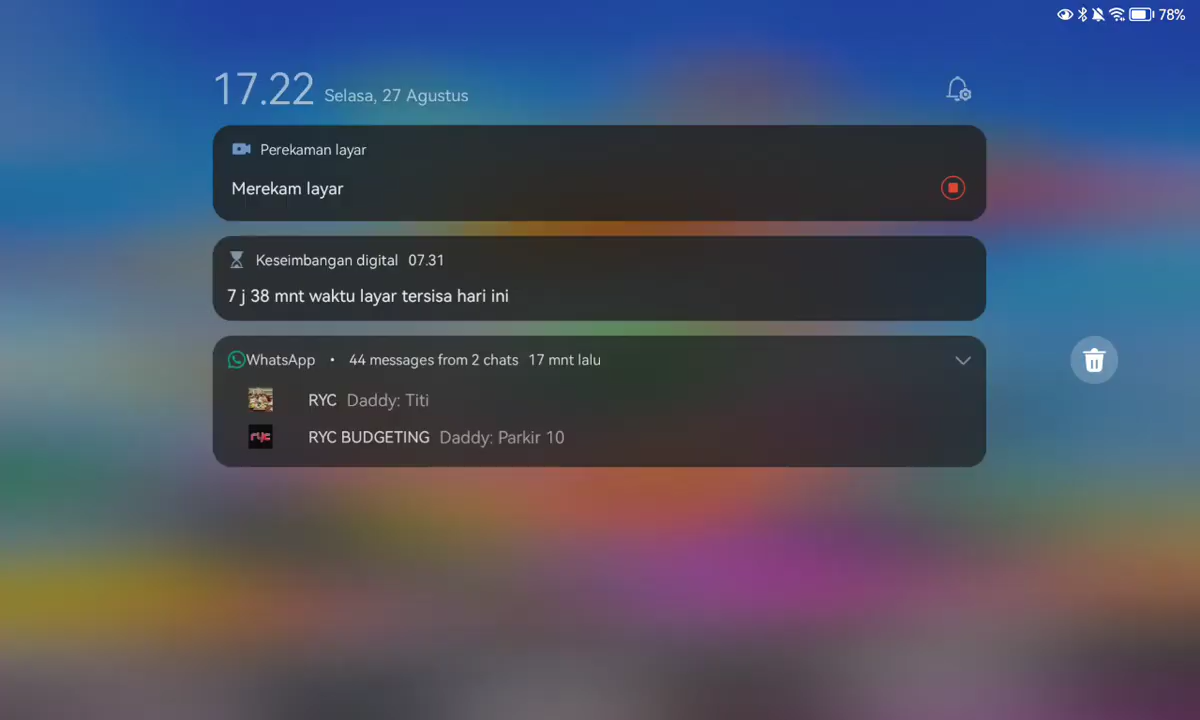 78%
17.22 Selasa, 27 Agustus
Perekaman layar
Merekam layar
Keseimbangan digital 07.31
7 j 38 mnt waktu layar tersisa hari ini
WhatsApp • 44 messages from 2 chats 17 mnt lalu
RYC Daddy: Titi
ryc
RYC BUDGETING Daddy: Parkir 10